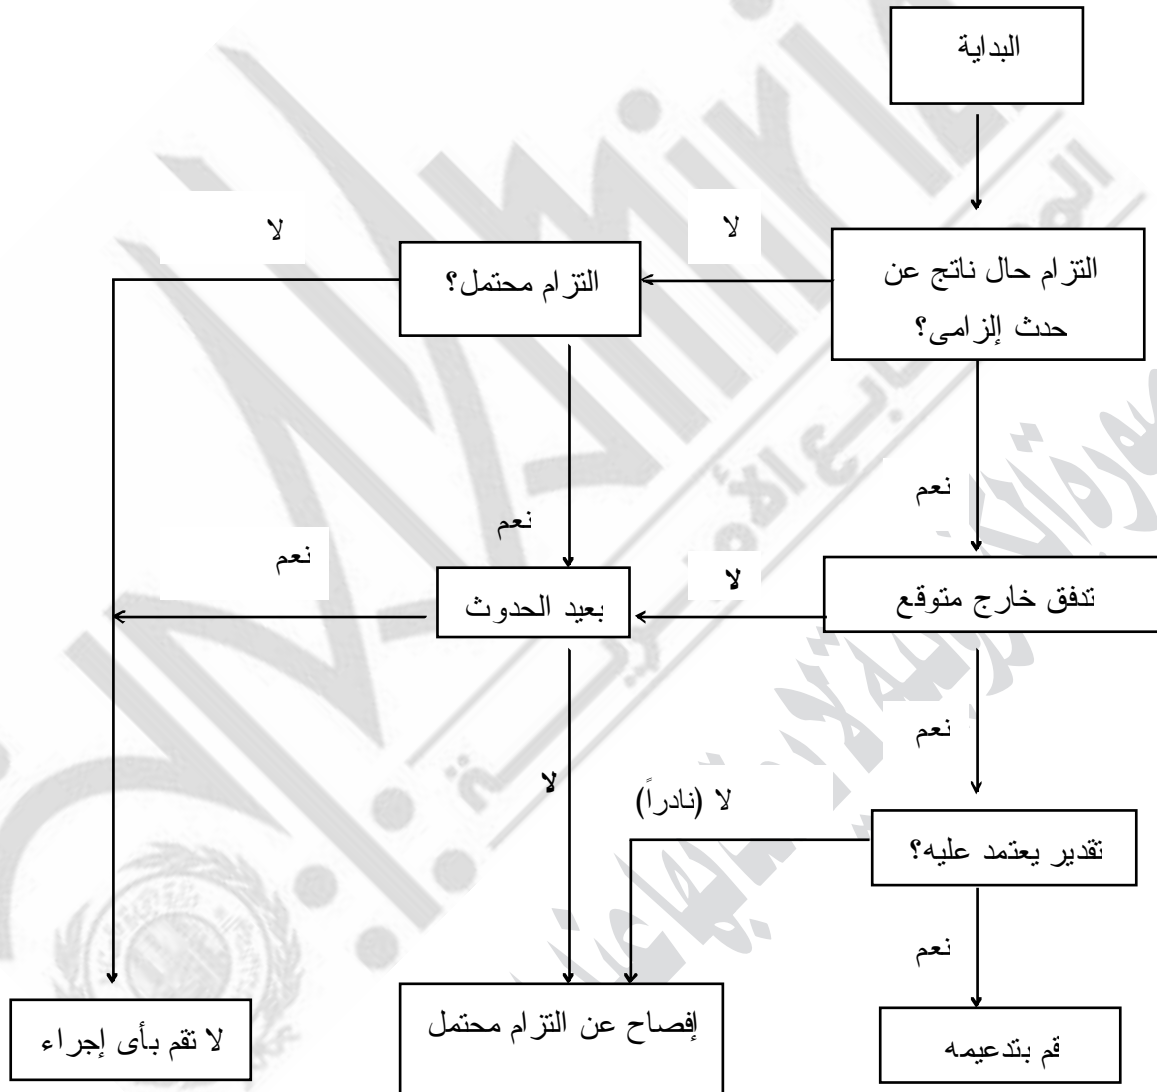 البداية
لا
لا
التزام حال ناتج عن
حدث إلزامى؟
التزام محتمل؟
نعم
نعم
نعم
لا
تدفق خارج متوقع
بعيد الحدوث
نعم
لا
لا (نادراً)
تقدير يعتمد عليه؟
نعم
إفصاح عن التزام محتمل
قم بتدعيمه
لا تقم بأى إجراء